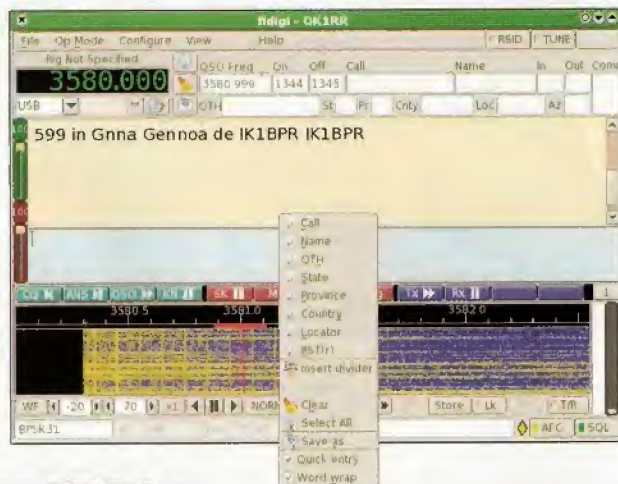 fldigi - OK1RR
File Op Mode Configure View Help RSID TUNE
Rig Not Specified QSO Freq On Off Call Name In Out
3580.000 3580.999 1344 1345
USB QTH St Pr Cnty Loc Az
599 in Gnna Gennoa de IK1BPR IK1BPR
Call
Name
QTH
State
Province
Country
Locator
RST(r)
Insert divider
Clear
Select All
Save as
Quick entry
Word wrap
CQ ANS QSO KN SK TX RX 1
3580.5 3581.0 3582.0
WF -20 70 x1 NORM Store Lk T/R
BPSK31 AFC SQL